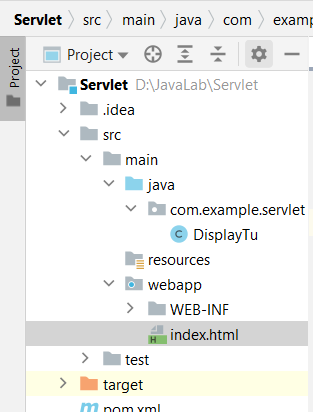 Servlet > src > main > java > com > examp
Project
Project
Servlet D:\JavaLab\Servlet
.idea
src
main
java
com.example.servlet
DisplayTu
resources
webapp
WEB-INF
index.html
test
target
pom.xml